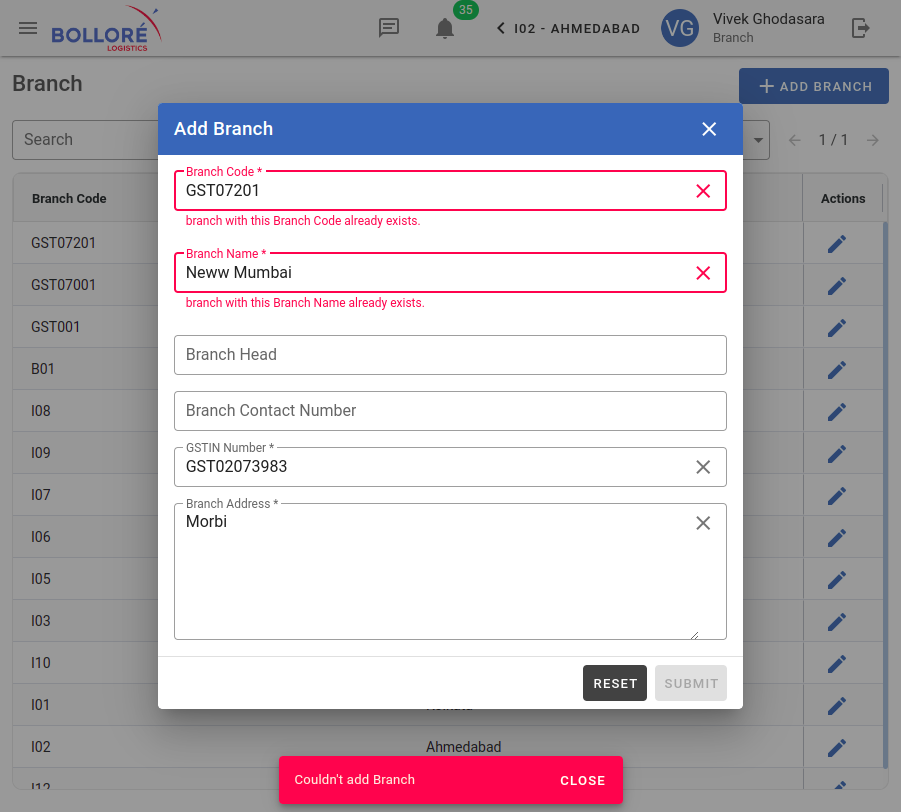 BOLLORÉ
LOGISTICS
35
I02 - AHMEDABAD
VG
Vivek Ghodasara
Branch
Branch
ADD BRANCH
Search
1 / 1
Branch Code
Actions
GST07201
GST07001
GST001
B01
I08
I09
I07
I06
I05
I03
I10
I01
I02
Ahmedabad
I12
Add Branch
Branch Code *
GST07201
branch with this Branch Code already exists.
Branch Name *
Neww Mumbai
branch with this Branch Name already exists.
Branch Head
Branch Contact Number
GSTIN Number *
GST02073983
Branch Address *
Morbi
RESET
SUBMIT
Couldn't add Branch
CLOSE